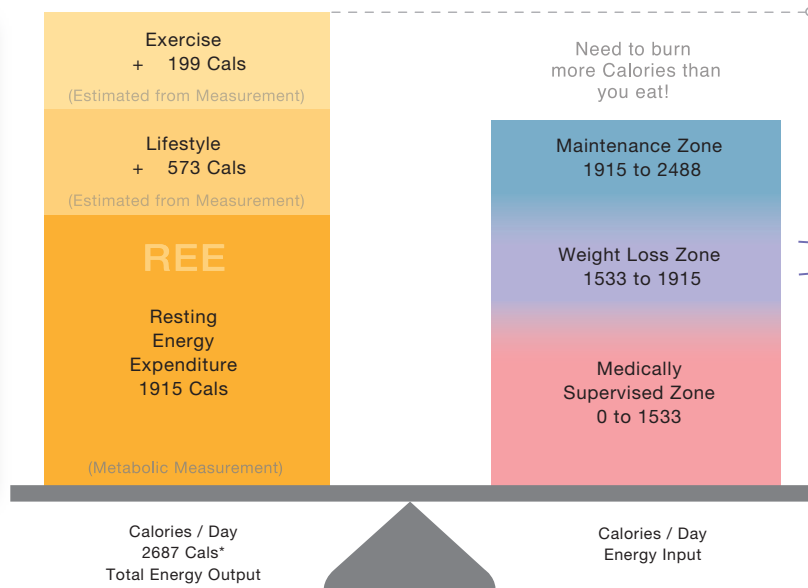 Exercise
+ 199 Cals
(Estimated from Measurement)
Lifestyle
+ 573 Cals
(Estimated from Measurement)
REE
Resting
Energy
Expenditure
1915 Cals
(Metabolic Measurement)
Calories / Day
2687 Cals*
Total Energy Output
Need to burn
more Calories than
you eat!
Maintenance Zone
1915 to 2488
Weight Loss Zone
1533 to 1915
Medically
Supervised Zone
0 to 1533
Calories / Day
Energy Input